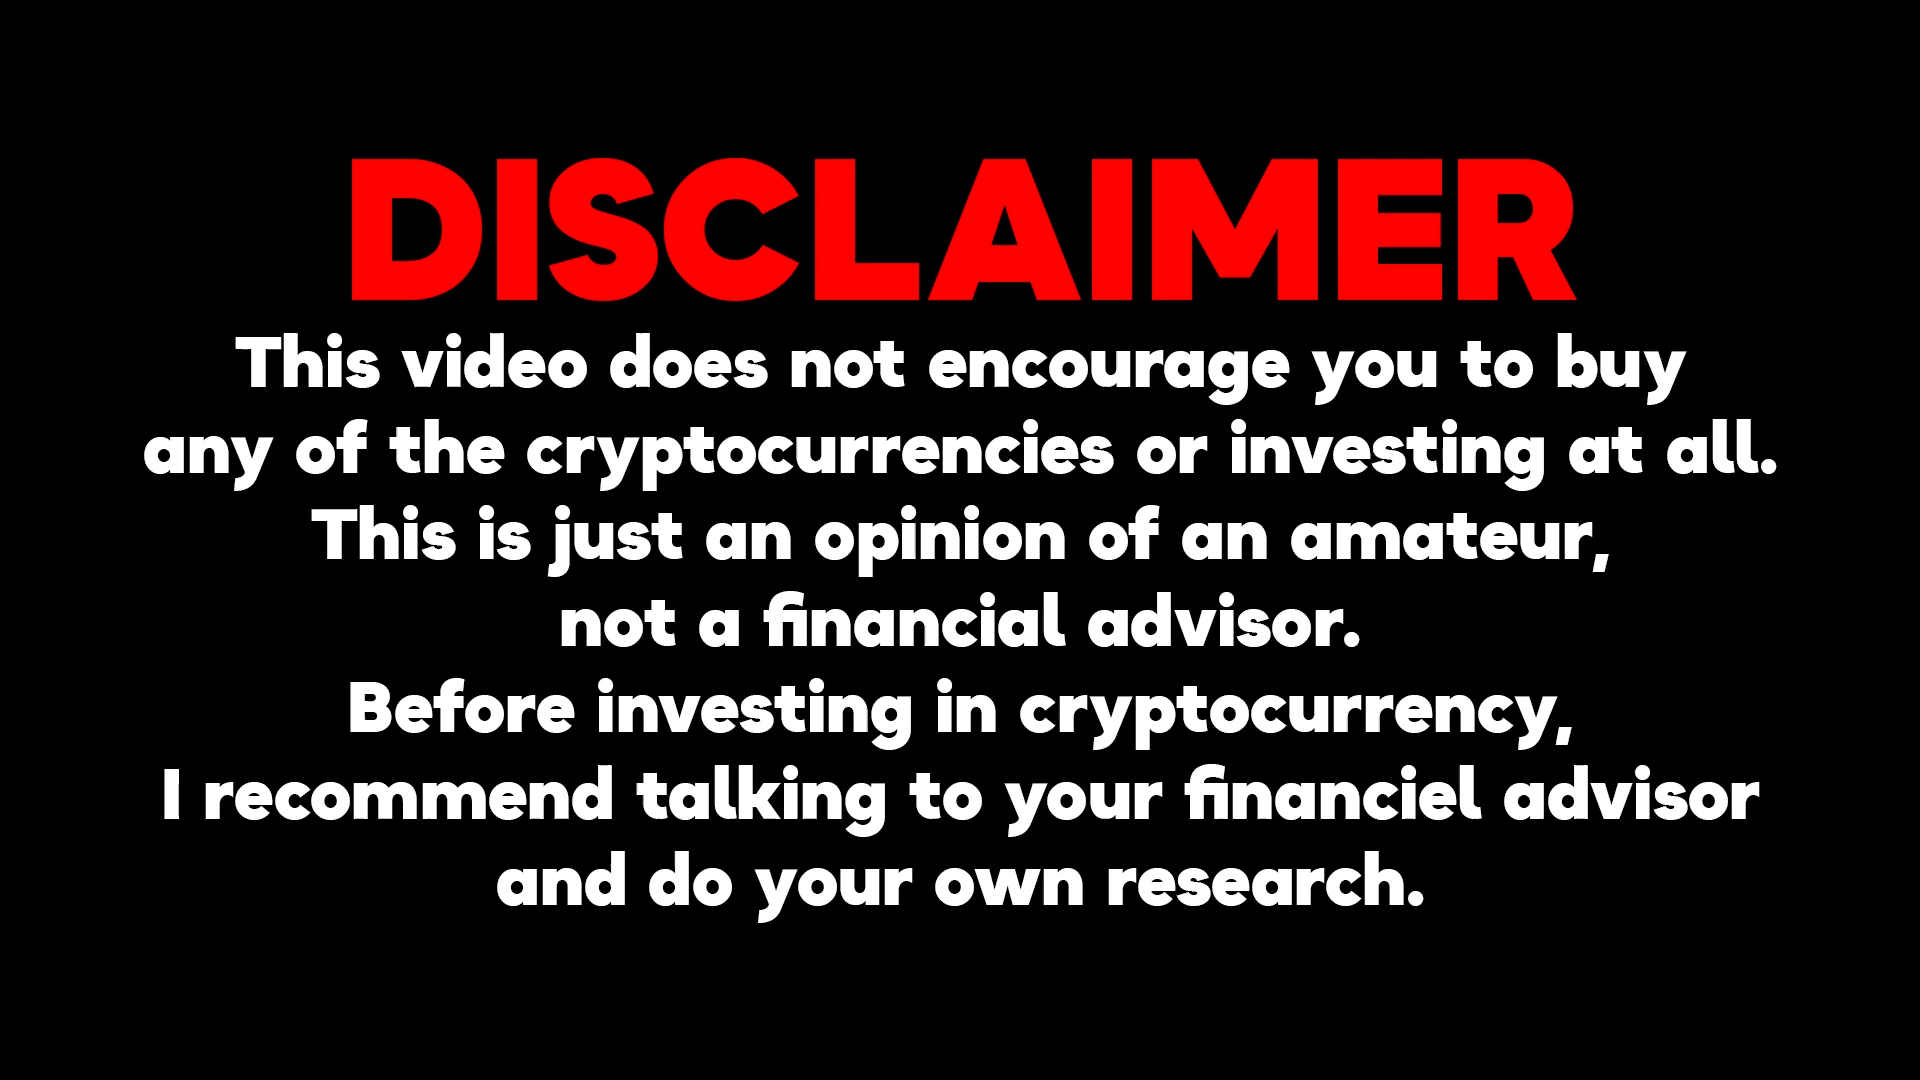 DISCLAIMER
This video does not encourage you to buy
any of the cryptocurrencies or investing at all.
This is just an opinion of an amateur,
not a financial advisor.
Before investing in cryptocurrency,
I recommend talking to your financiel advisor
and do your own research.